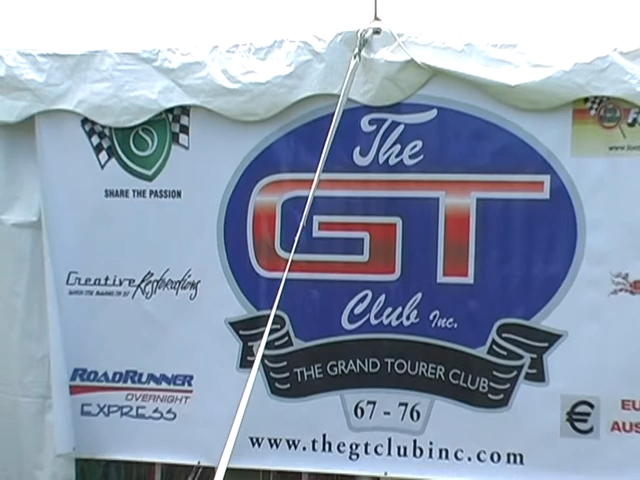 The
GT
Club Inc.
THE GRAND TOURER CLUB
67 - 76
www.thegtclubinc.com
SHARE THE PASSION
Creative Restorations
ROADRUNNER
OVERNIGHT
EXPRESS
€
EU
AUS